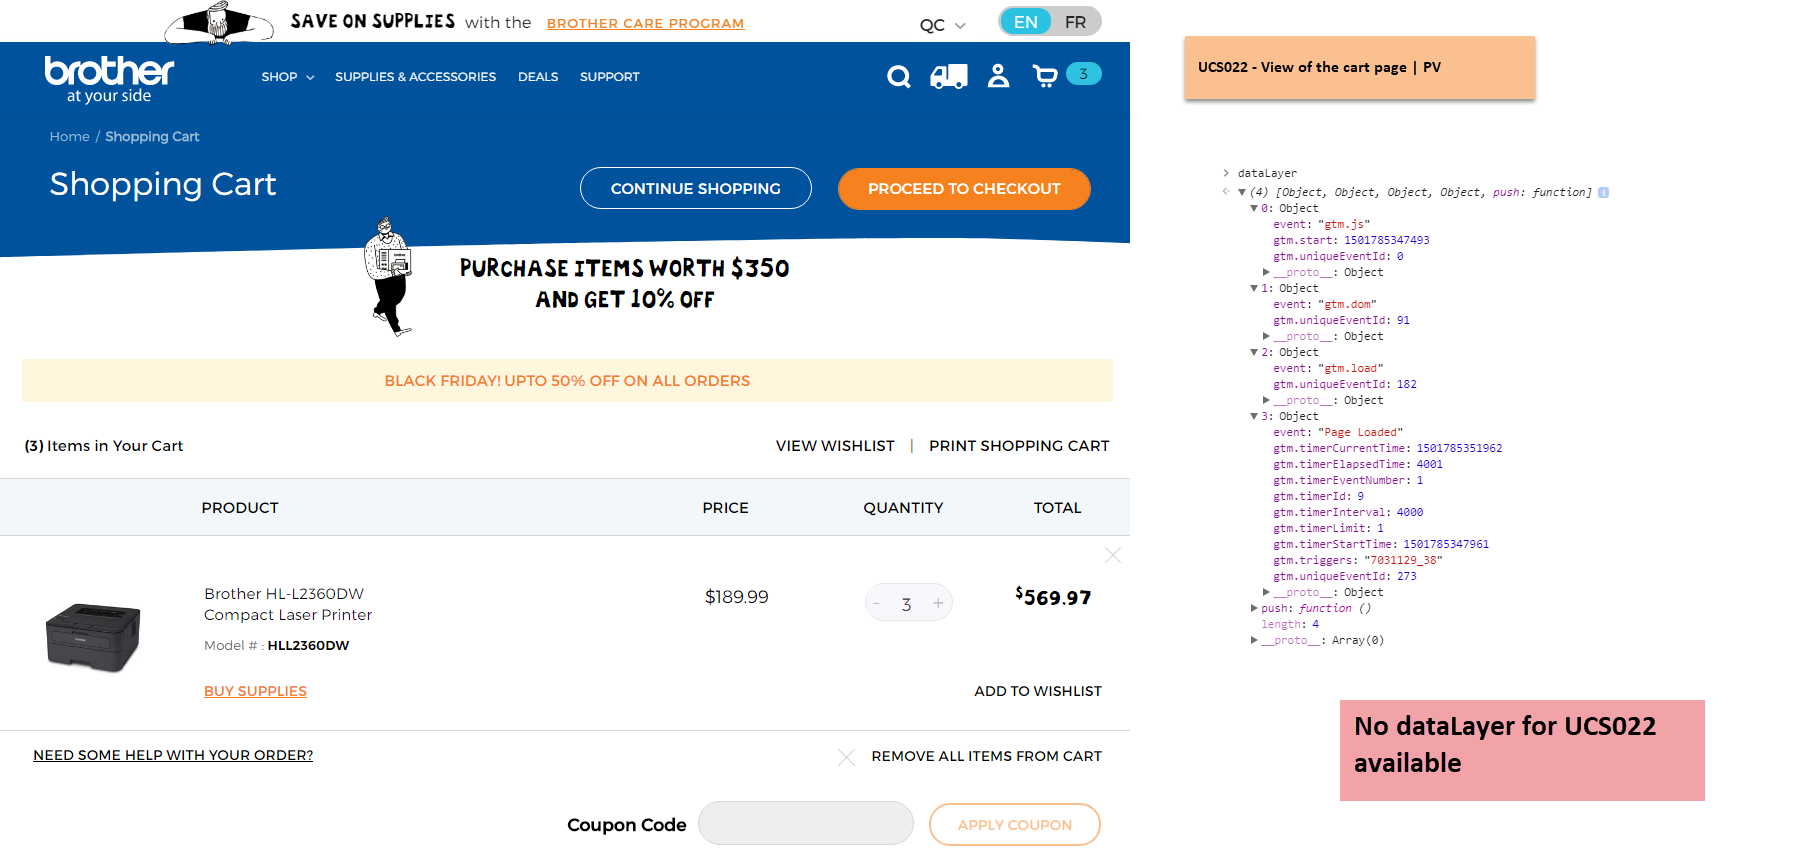 SAVE ON SUPPLIES with the BROTHER CARE PROGRAM
QC
EN FR
brother
at your side
SHOP SUPPLIES & ACCESSORIES DEALS SUPPORT
3
Home / Shopping Cart
Shopping Cart
CONTINUE SHOPPING PROCEED TO CHECKOUT
PURCHASE ITEMS WORTH $350
AND GET 10% OFF
BLACK FRIDAY! UPTO 50% OFF ON ALL ORDERS
(3) Items in Your Cart
VIEW WISHLIST | PRINT SHOPPING CART
PRODUCT PRICE QUANTITY TOTAL
Brother HL-L2360DW
Compact Laser Printer
Model # : HLL2360DW
BUY SUPPLIES
$189.99
- 3 +
$569.97
ADD TO WISHLIST
NEED SOME HELP WITH YOUR ORDER?
REMOVE ALL ITEMS FROM CART
Coupon Code
APPLY COUPON
UCS022 - View of the cart page | PV
dataLayer
(4) [Object, Object, Object, Object, push: function]
0: Object
event: "gtm.js"
gtm.start: 1501785347493
gtm.uniqueEventId: 0
__proto__: Object
1: Object
event: "gtm.dom"
gtm.uniqueEventId: 91
__proto__: Object
2: Object
event: "gtm.load"
gtm.uniqueEventId: 182
__proto__: Object
3: Object
event: "Page Loaded"
gtm.timerCurrentTime: 1501785351962
gtm.timerElapsedTime: 4001
gtm.timerEventNumber: 1
gtm.timerId: 9
gtm.timerInterval: 4000
gtm.timerLimit: 1
gtm.timerStartTime: 1501785347961
gtm.triggers: "7031129_38"
gtm.uniqueEventId: 273
__proto__: Object
push: function ()
length: 4
__proto__: Array(0)
No dataLayer for UCS022
available